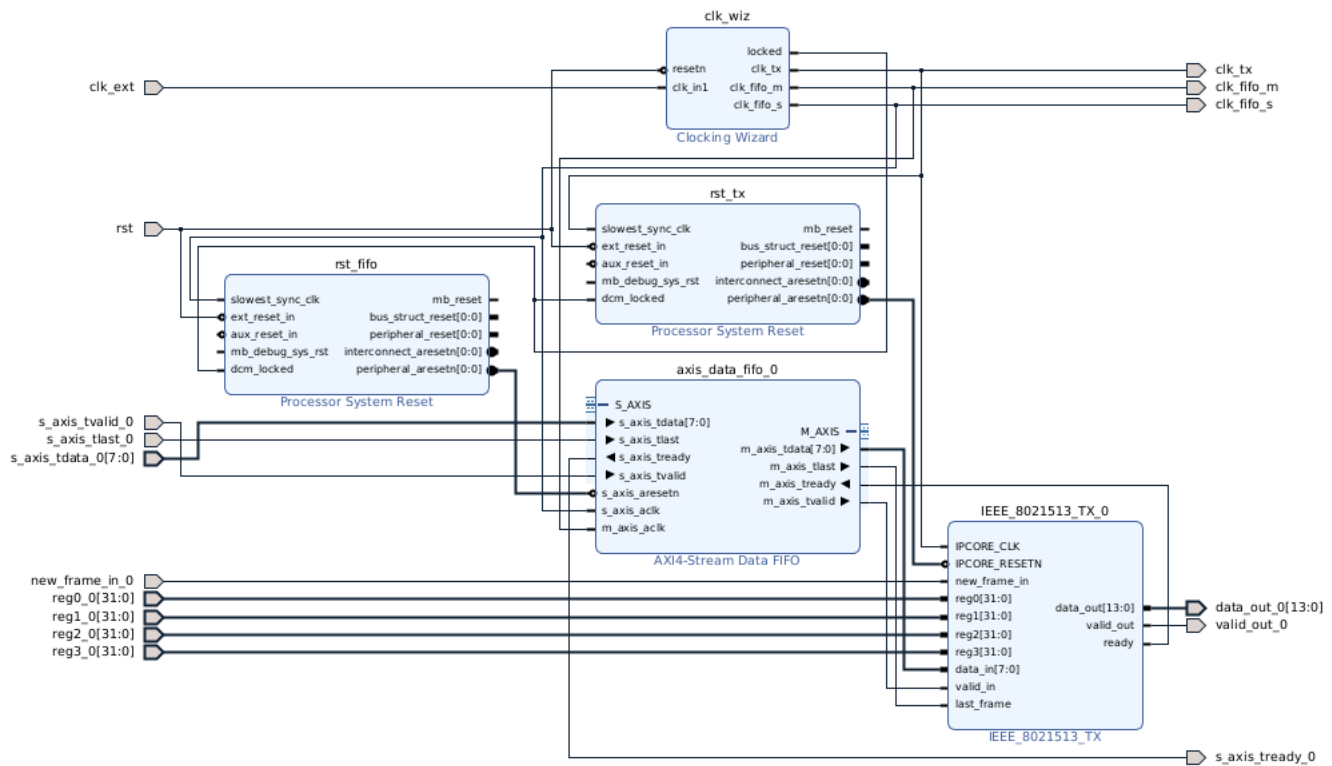 clk_wiz
locked
resetn
clk_tx
clk_in1
clk_fifo_m
clk_fifo_s
Clocking Wizard
clk_ext
clk_tx
clk_fifo_m
clk_fifo_s
rst
rst_tx
slowest_sync_clk
mb_reset
ext_reset_in
bus_struct_reset[0:0]
aux_reset_in
peripheral_reset[0:0]
mb_debug_sys_rst
interconnect_aresetn[0:0]
dcm_locked
peripheral_aresetn[0:0]
Processor System Reset
rst_fifo
slowest_sync_clk
mb_reset
ext_reset_in
bus_struct_reset[0:0]
aux_reset_in
peripheral_reset[0:0]
mb_debug_sys_rst
interconnect_aresetn[0:0]
dcm_locked
peripheral_aresetn[0:0]
Processor System Reset
s_axis_tvalid_0
s_axis_tlast_0
s_axis_tdata_0[7:0]
axis_data_fifo_0
S_AXIS
s_axis_tdata[7:0]
s_axis_tlast
s_axis_tready
s_axis_tvalid
s_axis_aresetn
s_axis_aclk
m_axis_aclk
M_AXIS
m_axis_tdata[7:0]
m_axis_tlast
m_axis_tready
m_axis_tvalid
AXI4-Stream Data FIFO
new_frame_in_0
reg0_0[31:0]
reg1_0[31:0]
reg2_0[31:0]
reg3_0[31:0]
IEEE_8021513_TX_0
IPCORE_CLK
IPCORE_RESETN
new_frame_in
reg0[31:0]
reg1[31:0]
reg2[31:0]
reg3[31:0]
data_in[7:0]
valid_in
last_frame
data_out[13:0]
valid_out
ready
IEEE_8021513_TX
data_out_0[13:0]
valid_out_0
s_axis_tready_0